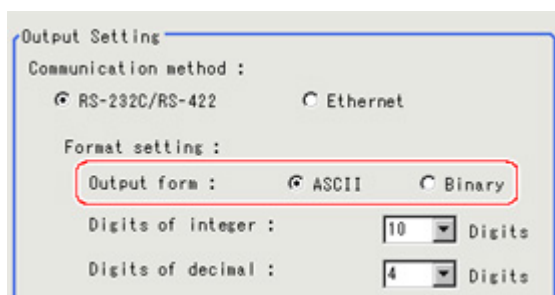 Output Setting
Communication method :
RS-232C/RS-422 Ethernet
Format setting :
Output form : ASCII Binary
Digits of integer : 10 Digits
Digits of decimal : 4 Digits